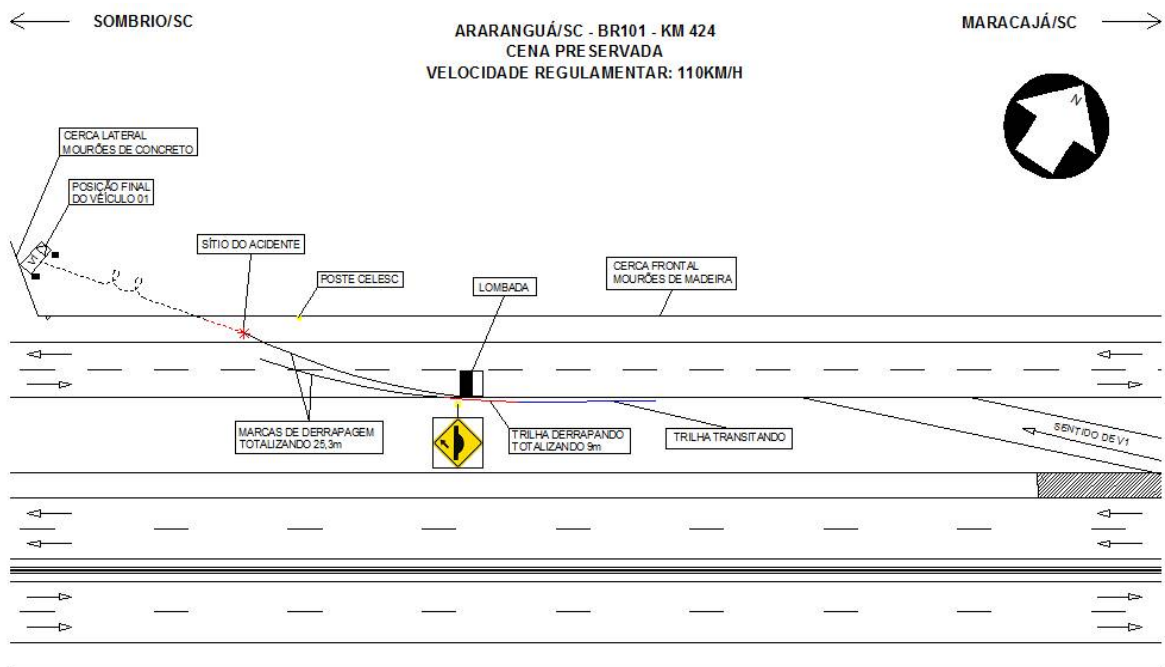 SOMBRIO/SC
ARARANGUÁ/SC - BR101 - KM 424
CENA PRESERVADA
VELOCIDADE REGULAMENTAR: 110KM/H
MARACAJÁ/SC
N
CERCA LATERAL
MOURÕES DE CONCRETO
POSIÇÃO FINAL
DO VEÍCULO 01
V1
SÍTIO DO ACIDENTE
POSTE CELESC
LOMBADA
CERCA FRONTAL
MOURÕES DE MADEIRA
MARCAS DE DERRAPAGEM
TOTALIZANDO 25,3m
TRILHA DERRAPANDO
TOTALIZANDO 9m
TRILHA TRANSITANDO
SENTIDO DE V1